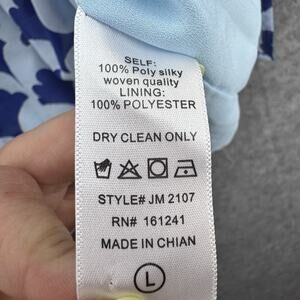 SELF:
100% Poly silky
woven quality
LINING:
100% POLYESTER
DRY CLEAN ONLY
STYLE# JM 2107
RN# 161241
MADE IN CHIAN
L